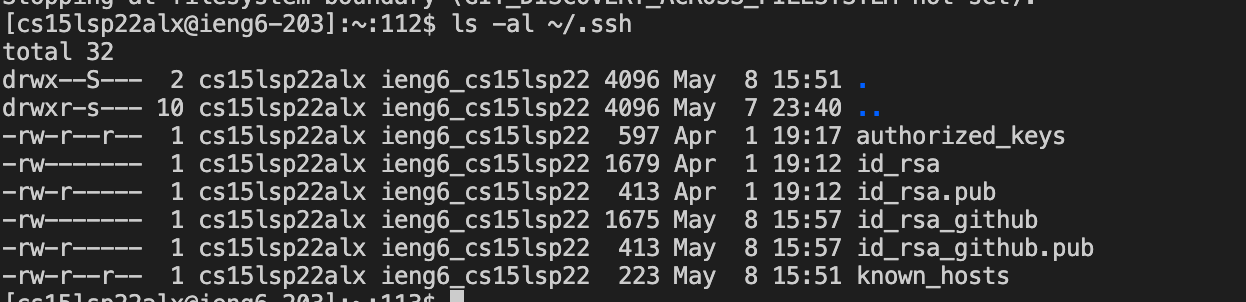 stopping at filesystem boundary (GIT_DISCOVERY_ACROSS_FILESYSTEM not set).
[cs15lsp22alx@ieng6-203]:~:112$ ls -al ~/.ssh
total 32
drwx--S---  2 cs15lsp22alx ieng6_cs15lsp22 4096 May  8 15:51 .
drwxr-s--- 10 cs15lsp22alx ieng6_cs15lsp22 4096 May  7 23:40 ..
-rw-r--r--  1 cs15lsp22alx ieng6_cs15lsp22  597 Apr  1 19:17 authorized_keys
-rw-------  1 cs15lsp22alx ieng6_cs15lsp22 1679 Apr  1 19:12 id_rsa
-rw-r-----  1 cs15lsp22alx ieng6_cs15lsp22  413 Apr  1 19:12 id_rsa.pub
-rw-------  1 cs15lsp22alx ieng6_cs15lsp22 1675 May  8 15:57 id_rsa_github
-rw-r-----  1 cs15lsp22alx ieng6_cs15lsp22  413 May  8 15:57 id_rsa_github.pub
-rw-r-----  1 cs15lsp22alx ieng6_cs15lsp22  223 May  8 15:51 known_hosts
[cs15lsp22alx@ieng6-203]:~:113$